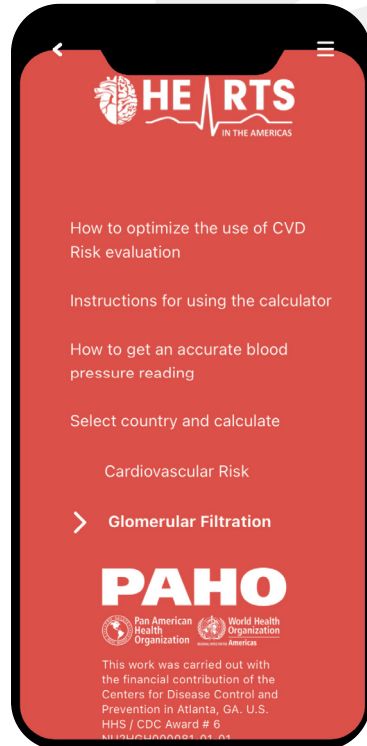 HEARTS
IN THE AMERICAS
How to optimize the use of CVD
Risk evaluation
Instructions for using the calculator
How to get an accurate blood
pressure reading
Select country and calculate
Cardiovascular Risk
Glomerular Filtration
PAHO
Pan American
Health
Organization
World Health
Organization
Americas
This work was carried out with
the financial contribution of the
Centers for Disease Control and
Prevention in Atlanta, GA. U.S.
HHS / CDC Award # 6
NU2HGH000081-01-01